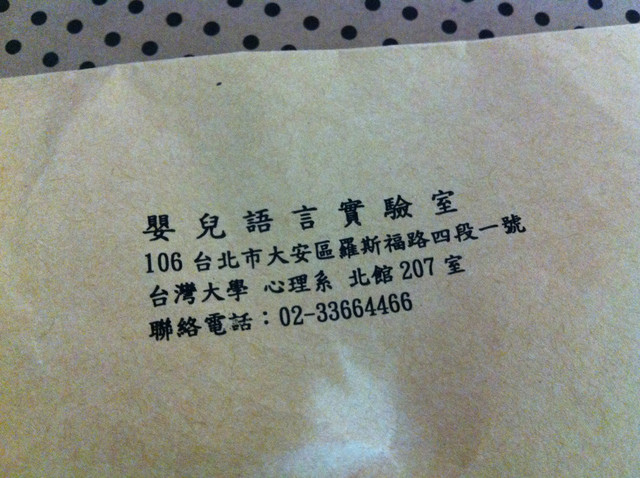 嬰兒語言實驗室
106 台北市大安區羅斯福路四段一號
台灣大學 心理系 北館 207 室
聯絡電話：02-33664466